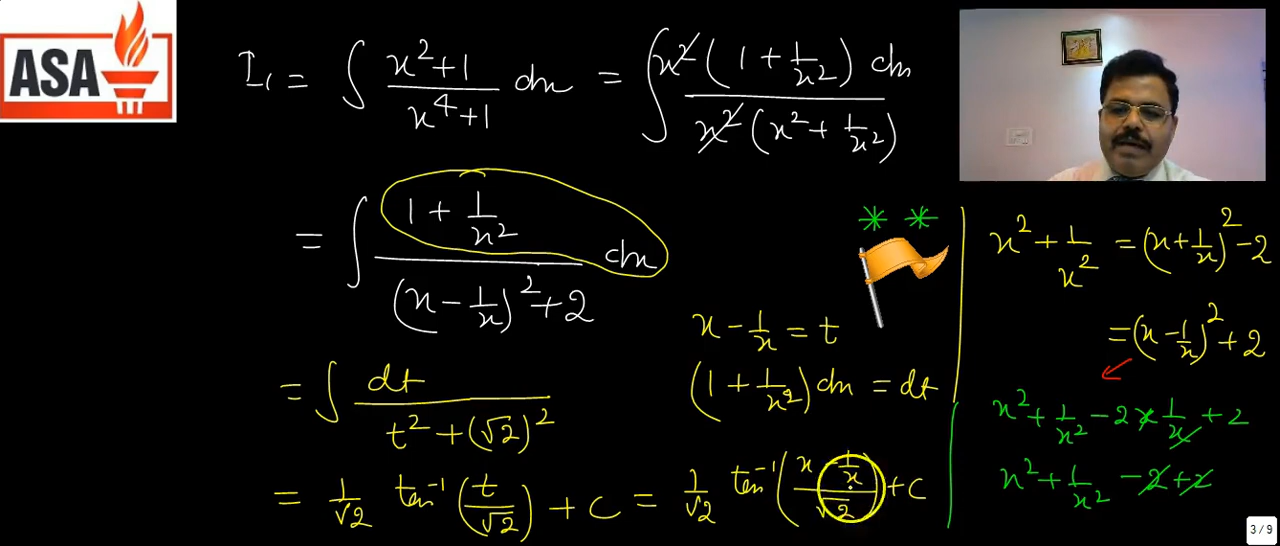 ASA
I₁ = ∫ x²+1 / x⁴+1 dx = ∫ x²(1 + 1/x²) dx / x²(x² + 1/x²)
= ∫ 1 + 1/x² / (x − 1/x)² + 2 dx
x − 1/x = t
(1 + 1/x²) dx = dt
= ∫ dt / t² + (√2)²
= 1/√2 tan⁻¹(t/√2) + C = 1/√2 tan⁻¹(x − 1/x / √2) + C
x² + 1/x² = (x + 1/x)² − 2
= (x − 1/x)² + 2
x² + 1/x² − 2 x 1/x + 2
x² + 1/x² − 2 + 2
3 / 9